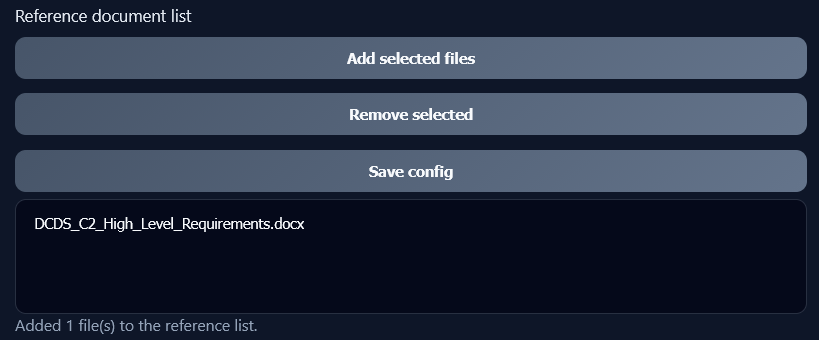 Reference document list
Add selected files
Remove selected
Save config
DCDS_C2_High_Level_Requirements.docx
Added 1 file(s) to the reference list.